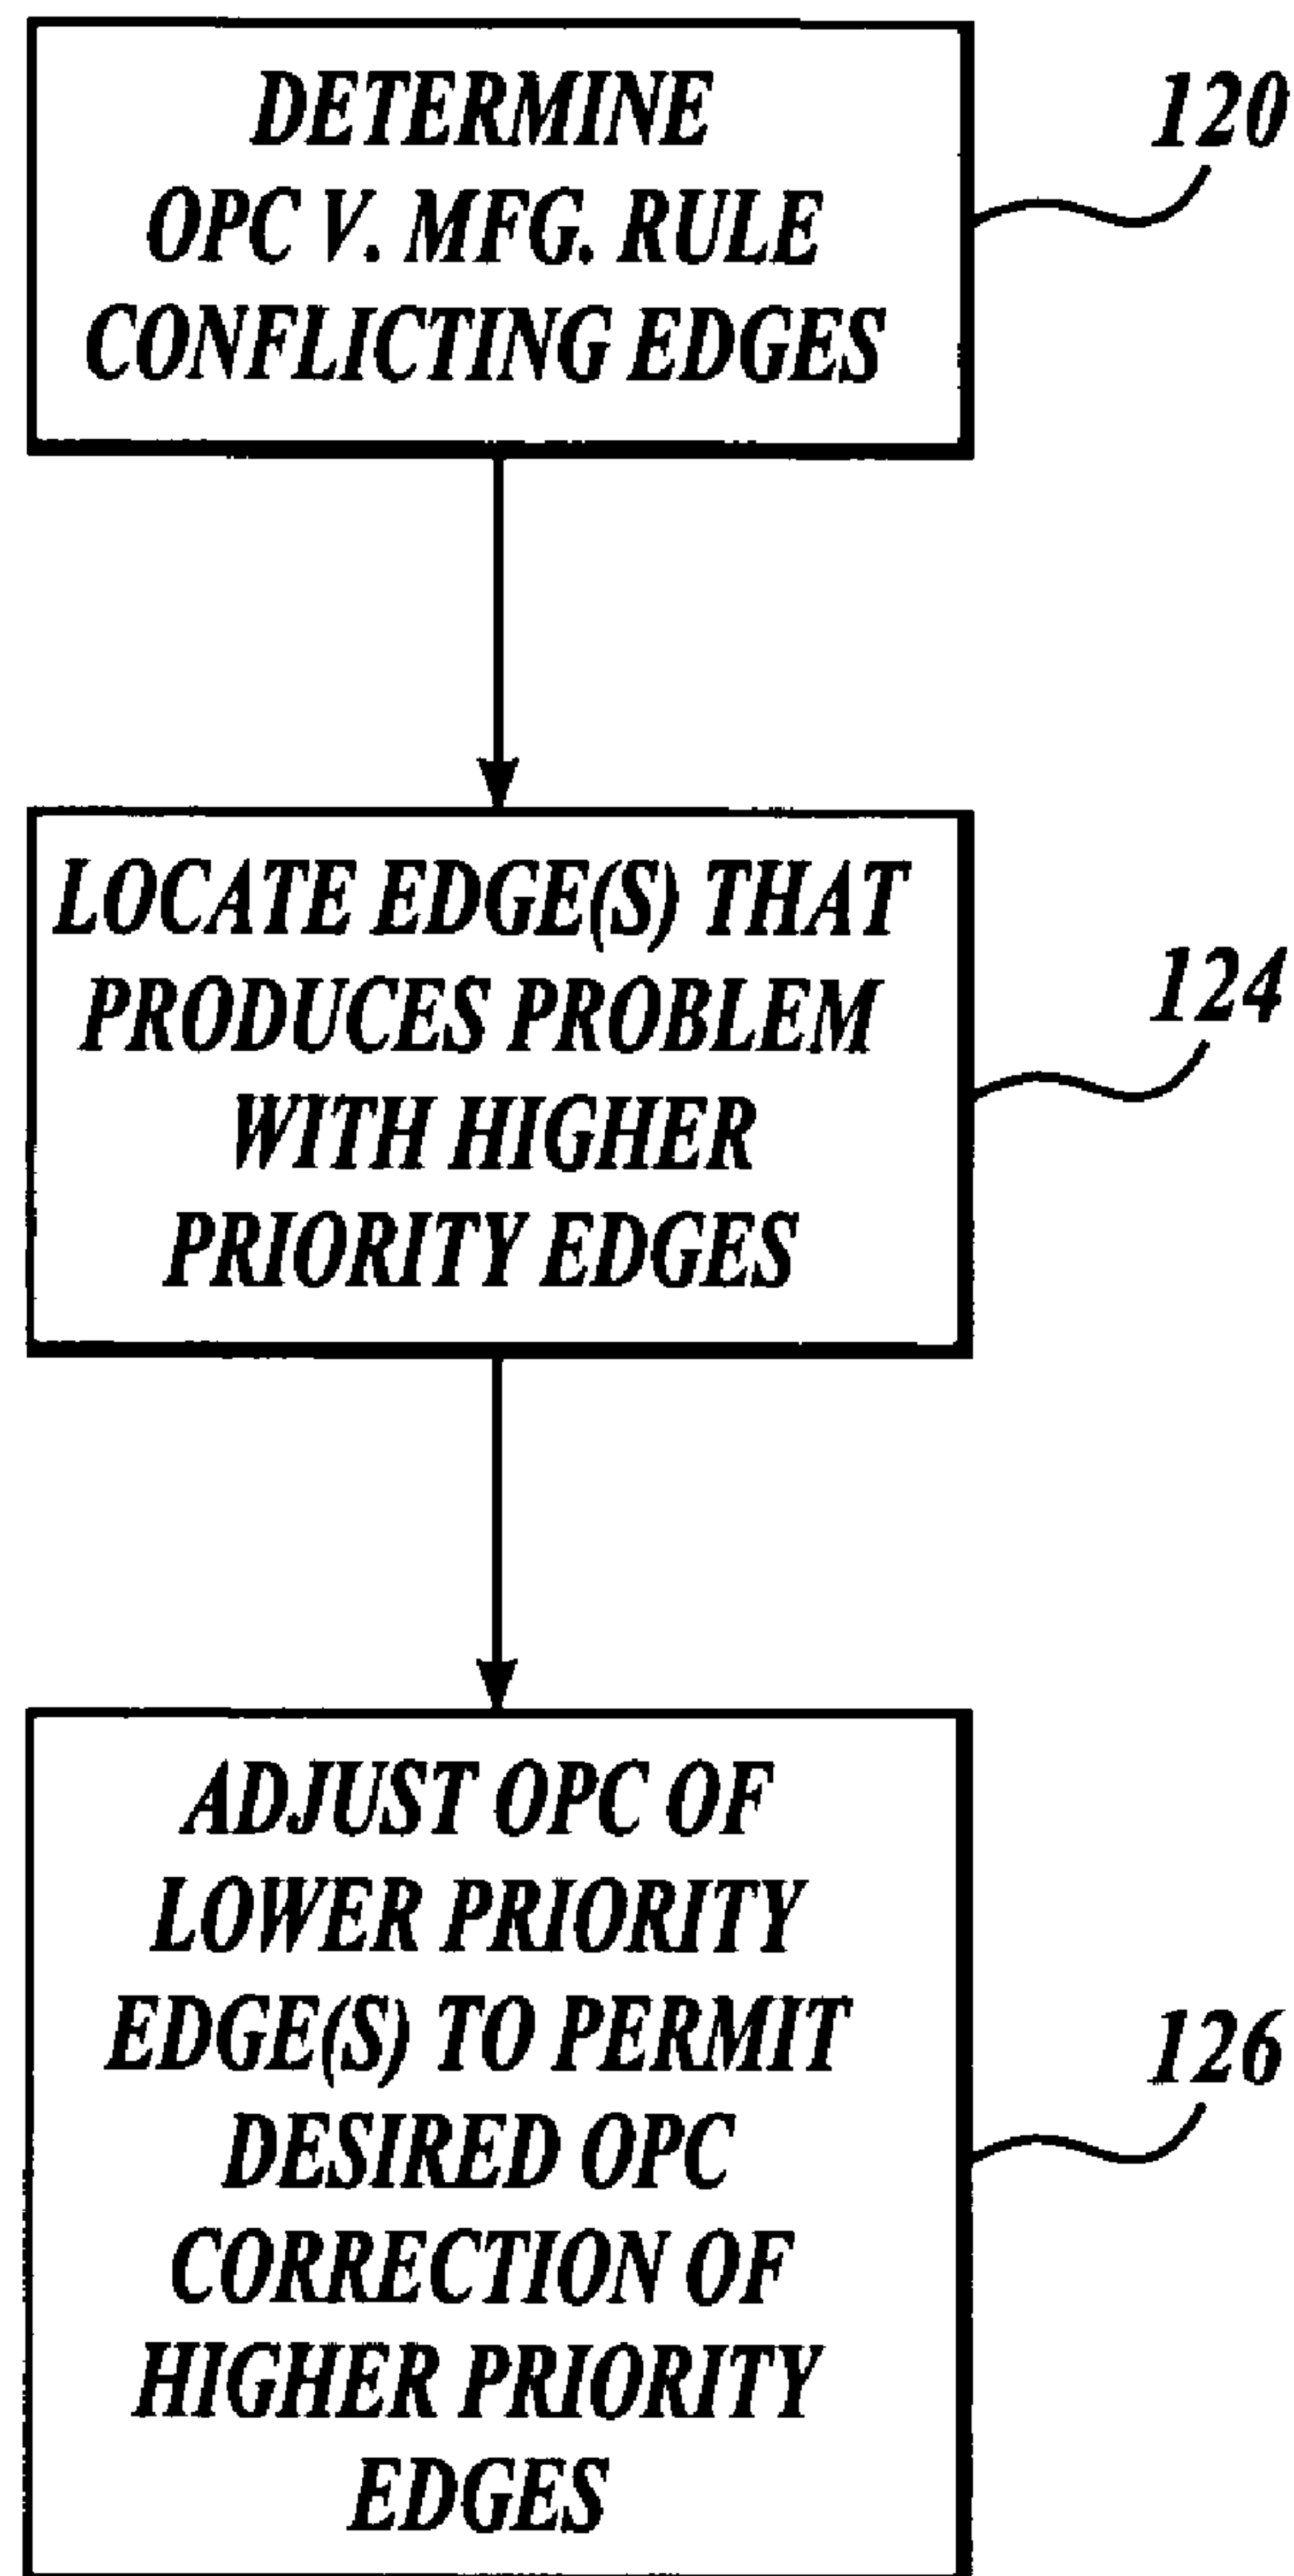 DETERMINE
OPC V. MFG. RULE
CONFLICTING EDGES
120
LOCATE EDGE(S) THAT
PRODUCES PROBLEM
WITH HIGHER
PRIORITY EDGES
124
ADJUST OPC OF
LOWER PRIORITY
EDGE(S) TO PERMIT
DESIRED OPC
CORRECTION OF
HIGHER PRIORITY
EDGES
126